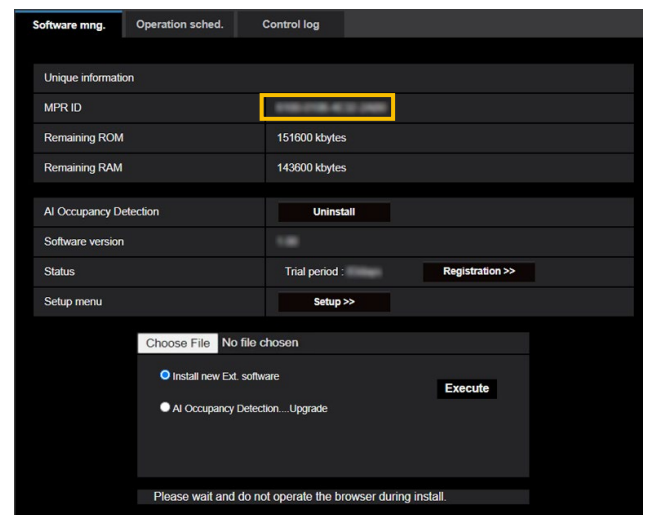 Software mng. Operation sched. Control log
Unique information
MPR ID
Remaining ROM 151600 kbytes
Remaining RAM 143600 kbytes
AI Occupancy Detection Uninstall
Software version
Status Trial period : Registration >>
Setup menu Setup >>
Choose File No file chosen
Install new Ext. software
Execute
AI Occupancy Detection....Upgrade
Please wait and do not operate the browser during install.